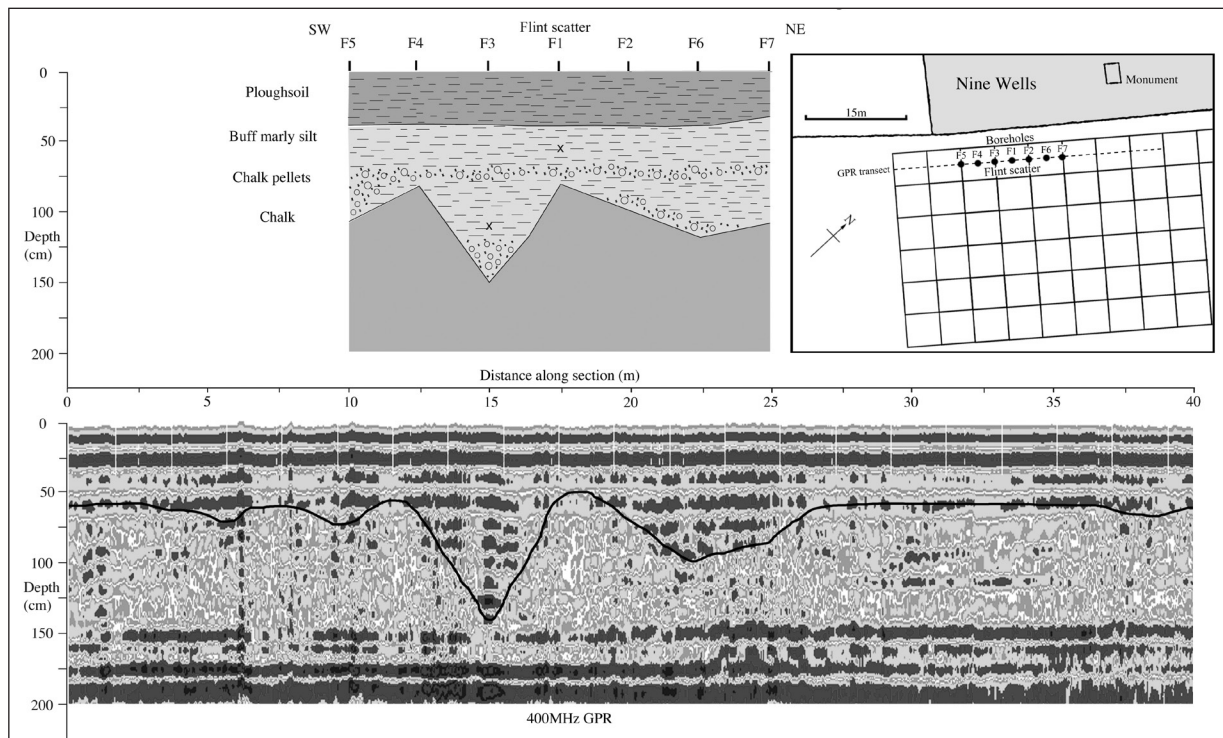 SW Flint scatter NE
F5 F4 F3 F1 F2 F6 F7
0
50
100
150
200
Depth
(cm)
Ploughsoil
Buff marly silt
Chalk pellets
Chalk
x
x
Nine Wells
Monument
15m
Boreholes
F5 F4 F3 F1 F2 F6 F7
GPR transect
Flint scatter
N
Distance along section (m)
0 5 10 15 20 25 30 35 40
0
50
100
150
200
Depth
(cm)
400MHz GPR